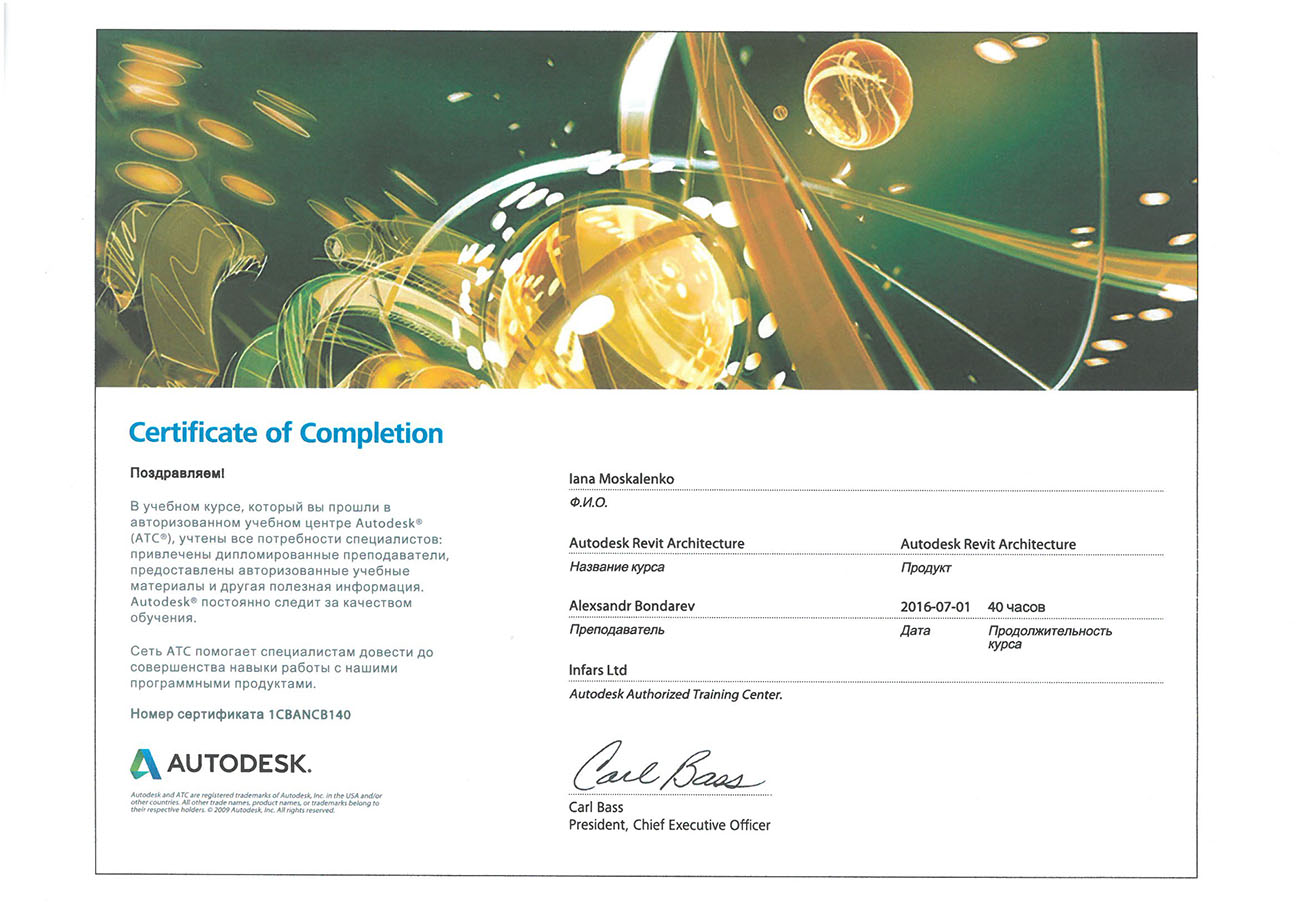 Certificate of Completion
Поздравляем!
В учебном курсе, который вы прошли в
авторизованном учебном центре Autodesk®
(ATC®), учтены все потребности специалистов:
привлечены дипломированные преподаватели,
предоставлены авторизованные учебные
материалы и другая полезная информация.
Autodesk® постоянно следит за качеством
обучения.
Сеть ATC помогает специалистам довести до
совершенства навыки работы с нашими
программными продуктами.
Номер сертификата 1CBANCB140
AUTODESK.
Autodesk and ATC are registered trademarks of Autodesk, Inc. in the USA and/or
other countries. All other trade names, product names, or trademarks belong to
their respective holders. © 2009 Autodesk, Inc. All rights reserved.
Iana Moskalenko
Ф.И.О.
Autodesk Revit Architecture Autodesk Revit Architecture
Название курса Продукт
Alexsandr Bondarev 2016-07-01 40 часов
Преподаватель Дата Продолжительность
курса
Infars Ltd
Autodesk Authorized Training Center.
Carl Bass
Carl Bass
President, Chief Executive Officer